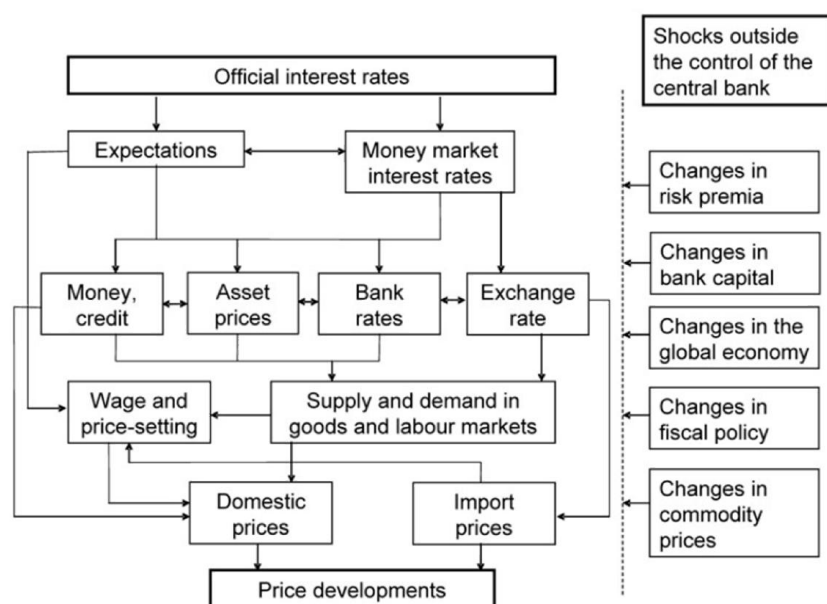 Official interest rates
Shocks outside
the control of the
central bank
Expectations
Money market
interest rates
Changes in
risk premia
Changes in
bank capital
Money,
credit
Asset
prices
Bank
rates
Exchange
rate
Changes in the
global economy
Wage and
price-setting
Supply and demand in
goods and labour markets
Changes in
fiscal policy
Domestic
prices
Import
prices
Changes in
commodity
prices
Price developments